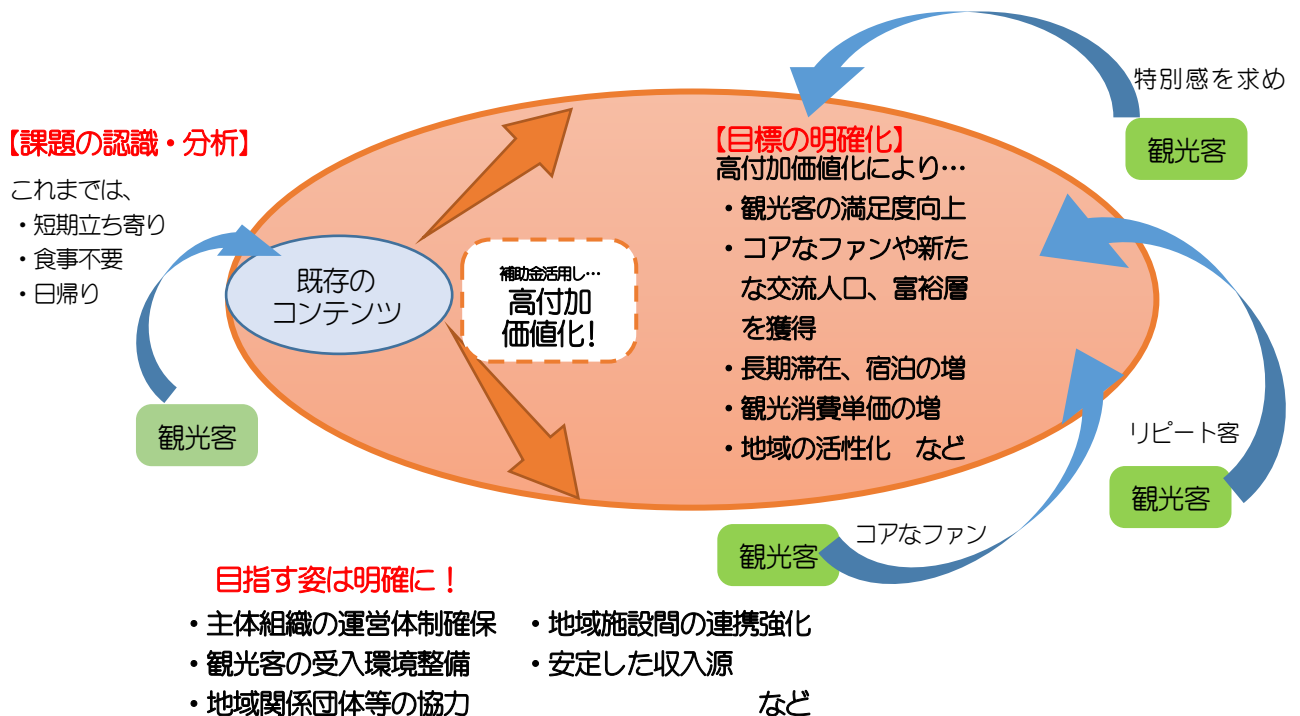 【課題の認識・分析】
これまでは、
・短期立ち寄り
・食事不要
・日帰り
観光客
既存の
コンテンツ
補助金活用し…
高付加
価値化！
【目標の明確化】
高付加価値化により…
・観光客の満足度向上
・コアなファンや新た
な交流人口、富裕層
を獲得
・長期滞在、宿泊の増
・観光消費単価の増
・地域の活性化　など
特別感を求め
観光客
リピート客
観光客
コアなファン
観光客
目指す姿は明確に！
・主体組織の運営体制確保
・観光客の受入環境整備
・地域関係団体等の協力
・地域施設間の連携強化
・安定した収入源
など